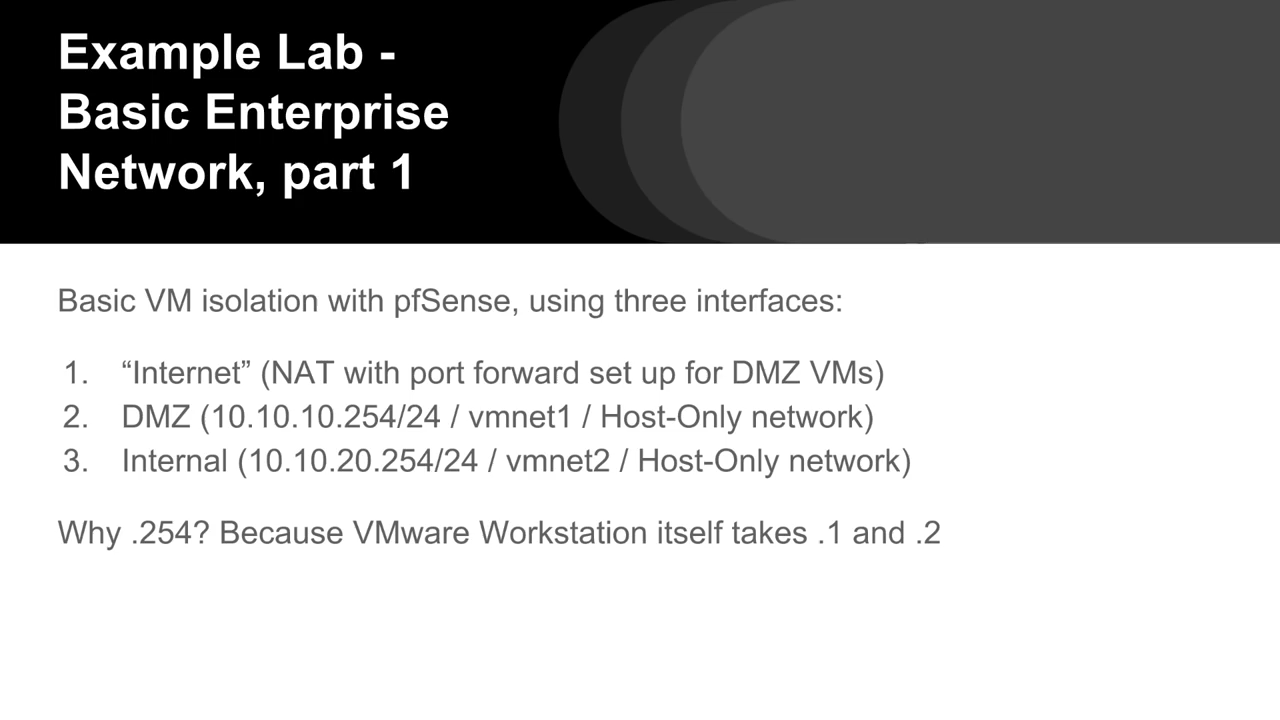 Example Lab -
Basic Enterprise
Network, part 1
Basic VM isolation with pfSense, using three interfaces:
1. “Internet” (NAT with port forward set up for DMZ VMs)
2. DMZ (10.10.10.254/24 / vmnet1 / Host-Only network)
3. Internal (10.10.20.254/24 / vmnet2 / Host-Only network)
Why .254? Because VMware Workstation itself takes .1 and .2